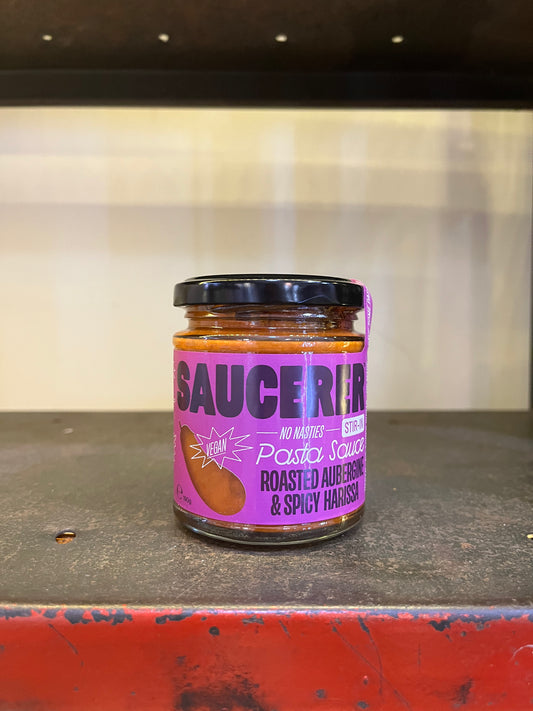 SAUCERER
NO NASTIES
STIR-IN
VEGAN
Pasta Sauce
ROASTED AUBERGINE
& SPICY HARISSA